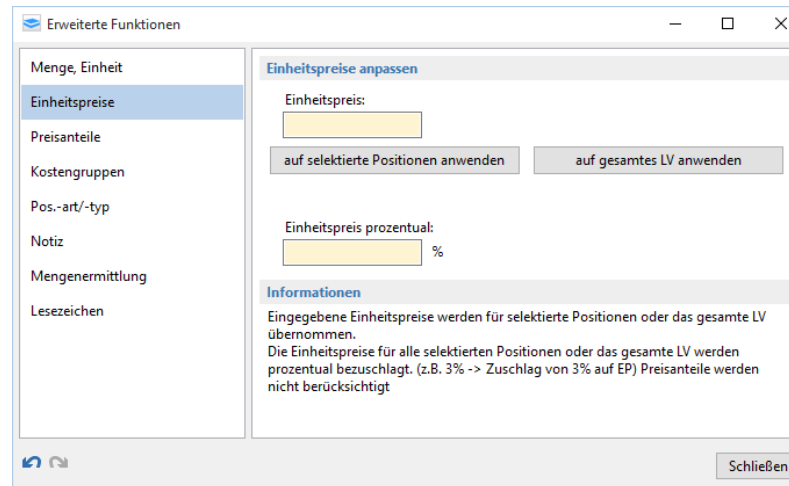 Erweiterte Funktionen
Menge, Einheit
Einheitspreise
Preisanteile
Kostengruppen
Pos.-art/-typ
Notiz
Mengenermittlung
Lesezeichen
Einheitspreise anpassen
Einheitspreis:
auf selektierte Positionen anwenden
auf gesamtes LV anwenden
Einheitspreis prozentual:
%
Informationen
Eingegebene Einheitspreise werden für selektierte Positionen oder das gesamte LV
übernommen.
Die Einheitspreise für alle selektierten Positionen oder das gesamte LV werden
prozentual bezuschlagt. (z.B. 3% -> Zuschlag von 3% auf EP) Preisanteile werden
nicht berücksichtigt
Schließen